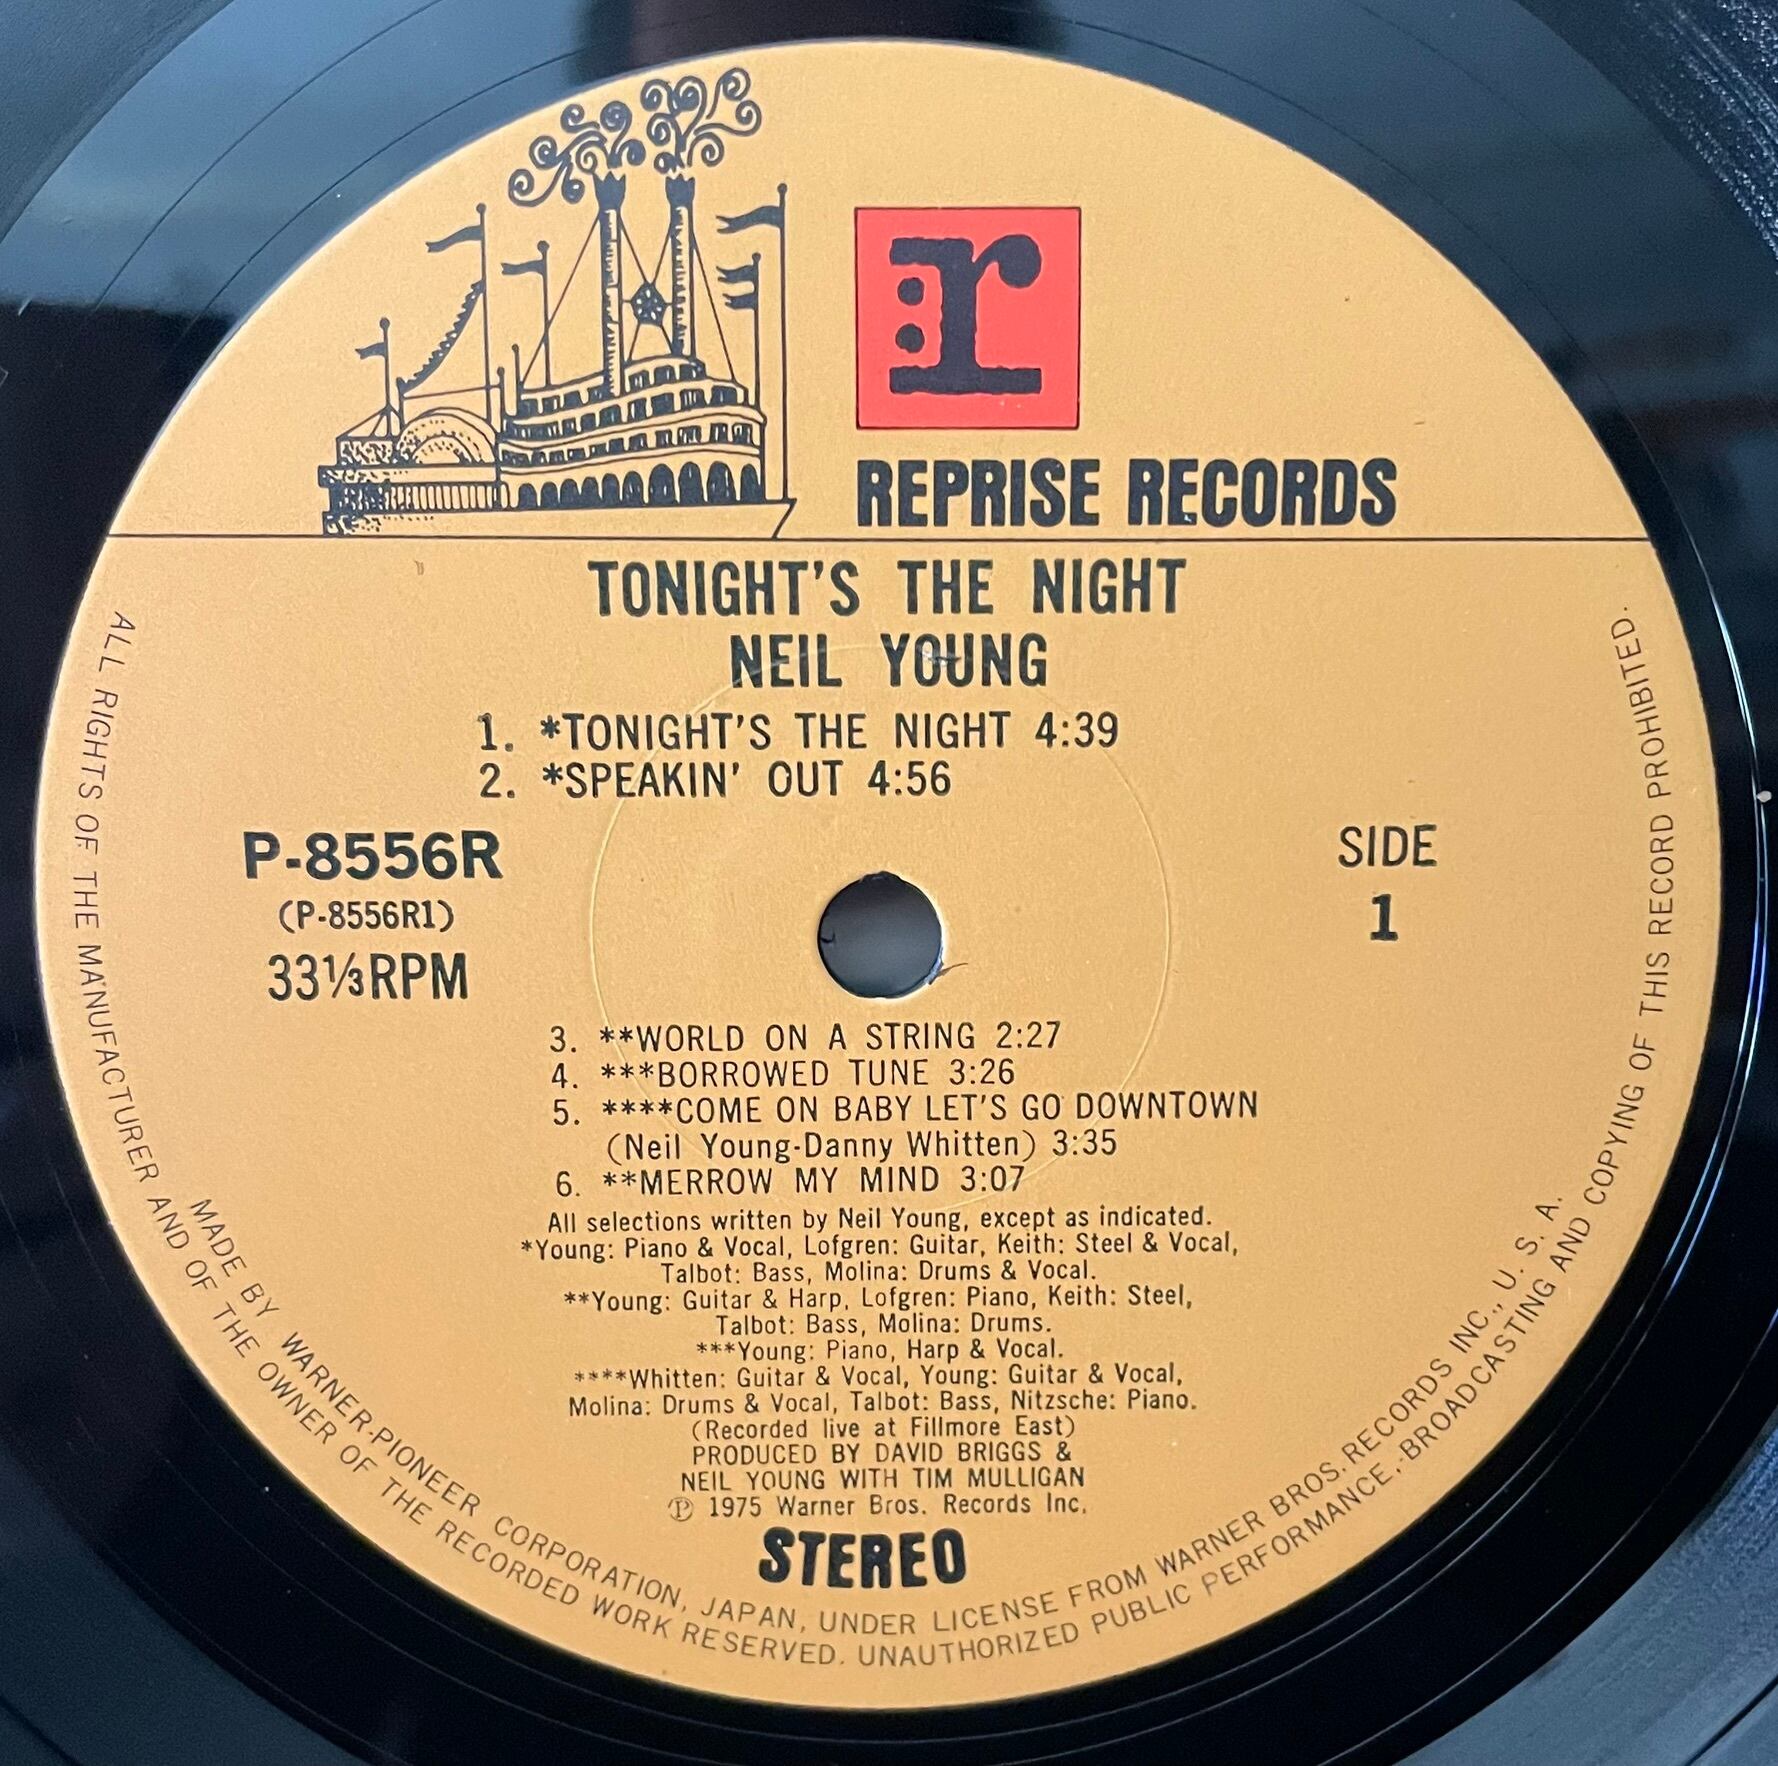 r
REPRISE RECORDS
TONIGHT'S THE NIGHT
NEIL YOUNG
1. *TONIGHT'S THE NIGHT 4:39
2. *SPEAKIN' OUT 4:56
P-8556R
(P-8556R1)
33⅓RPM
SIDE
1
3. **WORLD ON A STRING 2:27
4. ***BORROWED TUNE 3:26
5. ****COME ON BABY LET'S GO DOWNTOWN
(Neil Young-Danny Whitten) 3:35
6. **MERROW MY MIND 3:07
All selections written by Neil Young, except as indicated.
*Young: Piano & Vocal, Lofgren: Guitar, Keith: Steel & Vocal,
Talbot: Bass, Molina: Drums & Vocal.
**Young: Guitar & Harp, Lofgren: Piano, Keith: Steel,
Talbot: Bass, Molina: Drums.
***Young: Piano, Harp & Vocal.
****Whitten: Guitar & Vocal, Young: Guitar & Vocal,
Molina: Drums & Vocal, Talbot: Bass, Nitzsche: Piano.
(Recorded live at Fillmore East)
PRODUCED BY DAVID BRIGGS &
NEIL YOUNG WITH TIM MULLIGAN
℗ 1975 Warner Bros. Records Inc.
STEREO
MADE BY WARNER-PIONEER CORPORATION, JAPAN, UNDER LICENSE FROM WARNER BROS. RECORDS INC., U. S. A.
ALL RIGHTS OF THE MANUFACTURER AND OF THE OWNER OF THE RECORDED WORK RESERVED. UNAUTHORIZED PUBLIC PERFORMANCE, BROADCASTING AND COPYING OF THIS RECORD PROHIBITED.